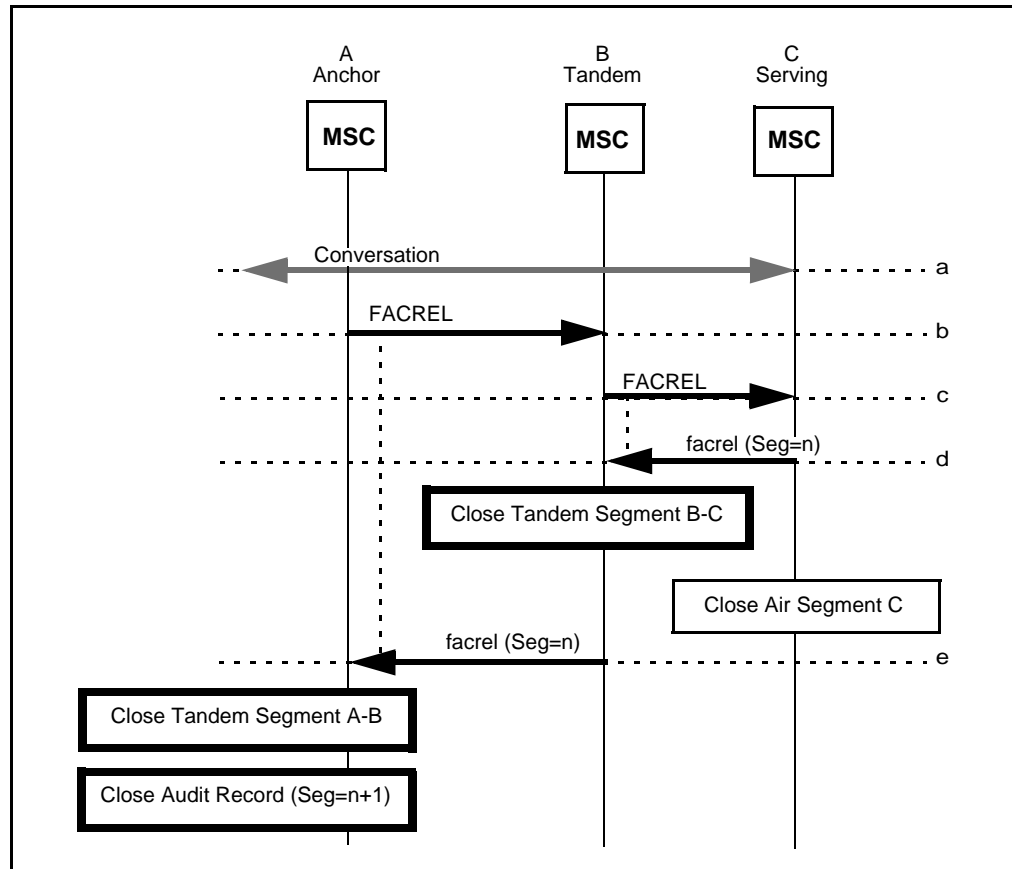 A
Anchor
B
Tandem
C
Serving
MSC
MSC
MSC
Conversation
a
FACREL
b
FACREL
c
facrel (Seg=n)
d
Close Tandem Segment B-C
Close Air Segment C
facrel (Seg=n)
e
Close Tandem Segment A-B
Close Audit Record (Seg=n+1)